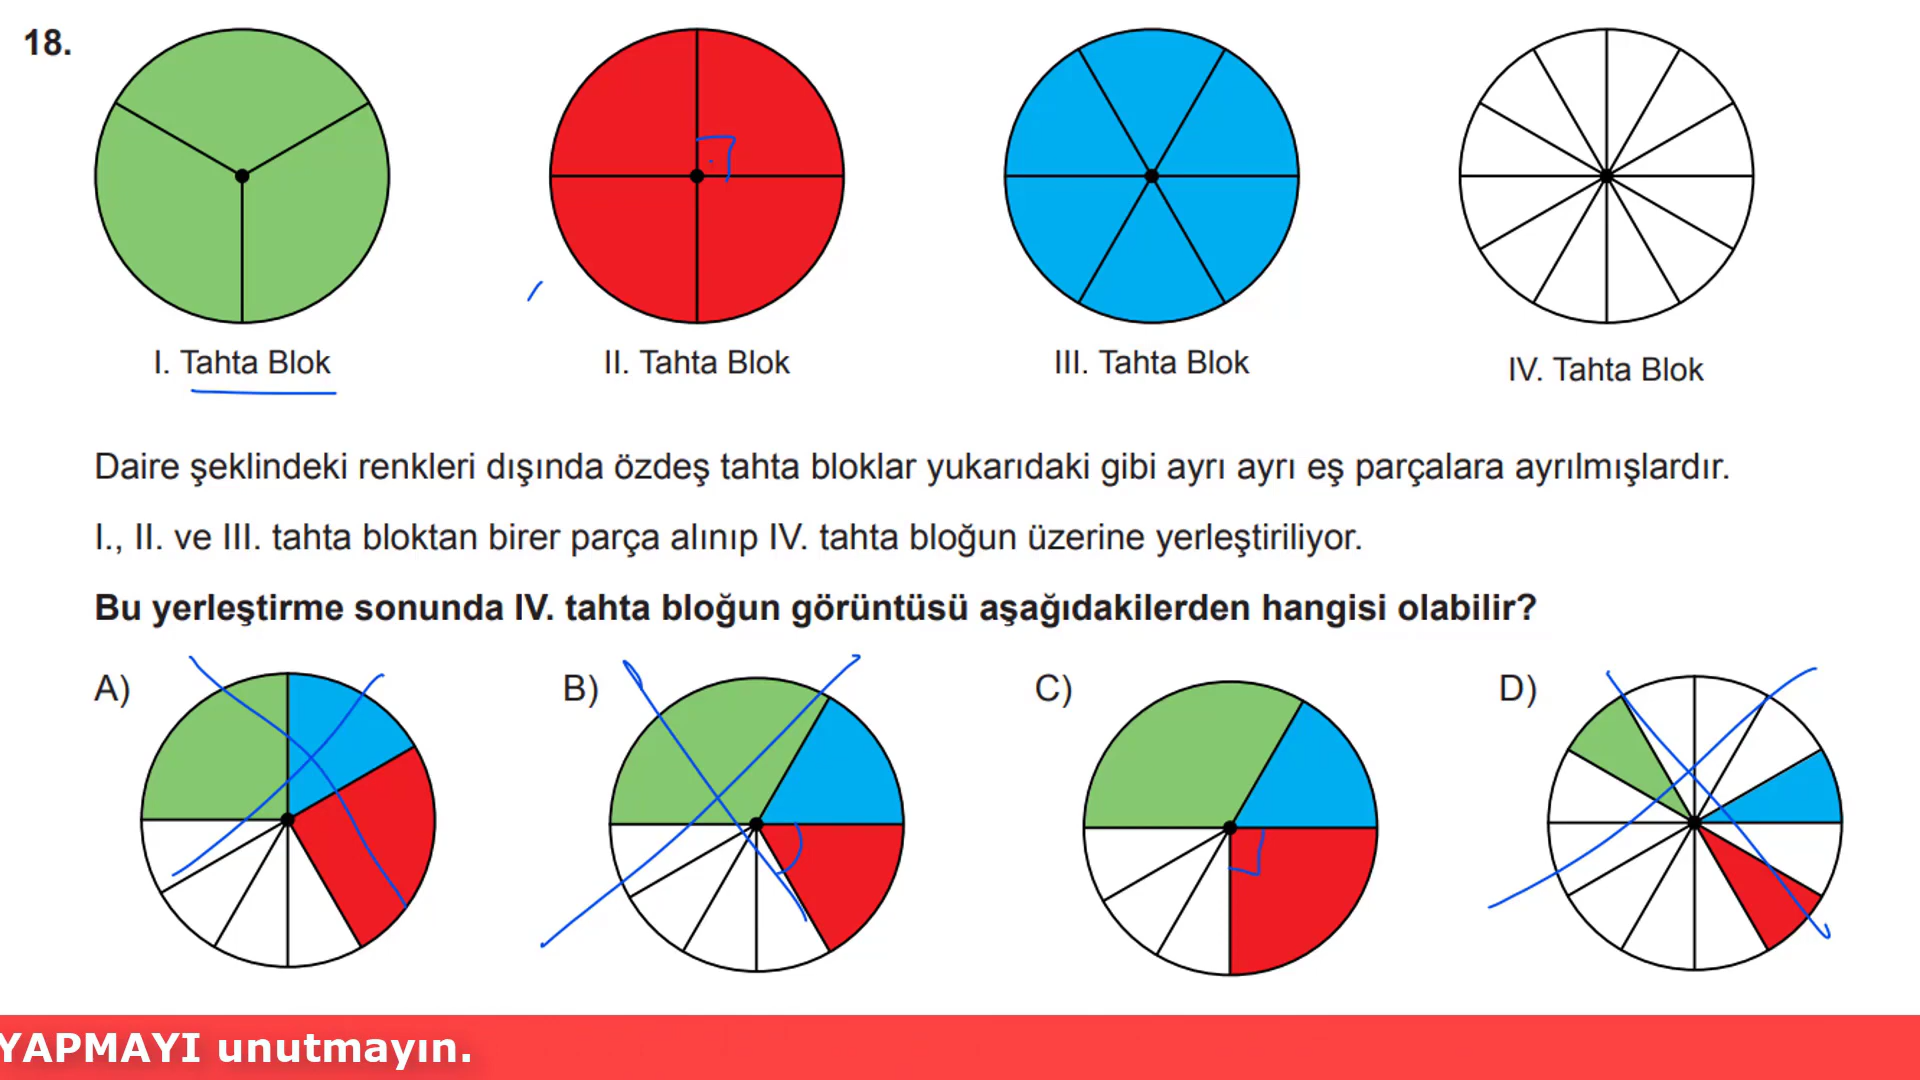 18.
I. Tahta Blok
II. Tahta Blok
III. Tahta Blok
IV. Tahta Blok
Daire şeklindeki renkleri dışında özdeş tahta bloklar yukarıdaki gibi ayrı ayrı eş parçalara ayrılmışlardır.
I., II. ve III. tahta bloktan birer parça alınıp IV. tahta bloğun üzerine yerleştiriliyor.
Bu yerleştirme sonunda IV. tahta bloğun görüntüsü aşağıdakilerden hangisi olabilir?
A)
B)
C)
D)
YAPMAYI unutmayın.